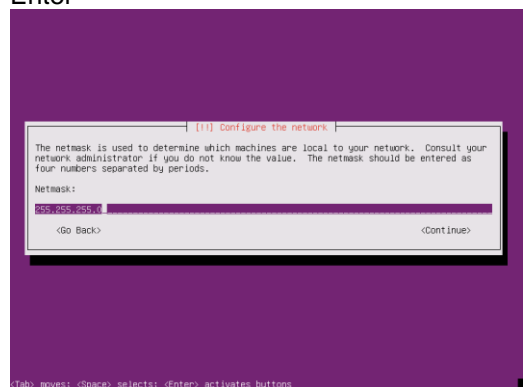 Enter
[!!] Configure the network
The netmask is used to determine which machines are local to your network.  Consult your
network administrator if you do not know the value.  The netmask should be entered as
four numbers separated by periods.
Netmask:
255.255.255.0
<Go Back>
<Continue>
<Tab> moves; <Space> selects; <Enter> activates buttons